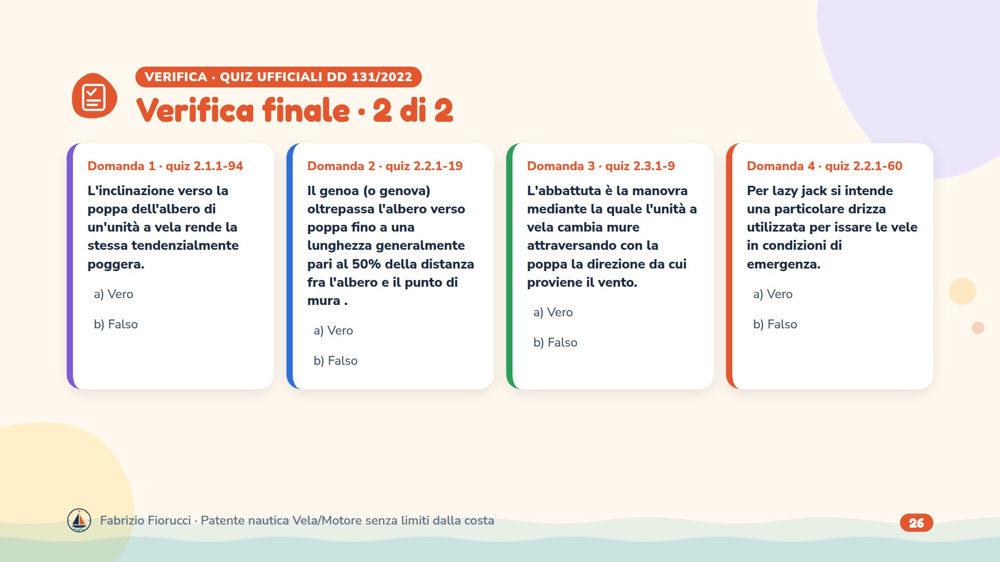 VERIFICA · QUIZ UFFICIALI DD 131/2022
Verifica finale · 2 di 2
Domanda 1 · quiz 2.1.1-94
L'inclinazione verso la
poppa dell'albero di
un'unità a vela rende la
stessa tendenzialmente
poggera.
a) Vero
b) Falso
Domanda 2 · quiz 2.2.1-19
Il genoa (o genova)
oltrepassa l'albero verso
poppa fino a una
lunghezza generalmente
pari al 50% della distanza
fra l'albero e il punto di
mura .
a) Vero
b) Falso
Domanda 3 · quiz 2.3.1-9
L'abbattuta è la manovra
mediante la quale l'unità a
vela cambia mure
attraversando con la
poppa la direzione da cui
proviene il vento.
a) Vero
b) Falso
Domanda 4 · quiz 2.2.1-60
Per lazy jack si intende
una particolare drizza
utilizzata per issare le vele
in condizioni di
emergenza.
a) Vero
b) Falso
Fabrizio Fiorucci · Patente nautica Vela/Motore senza limiti dalla costa
26